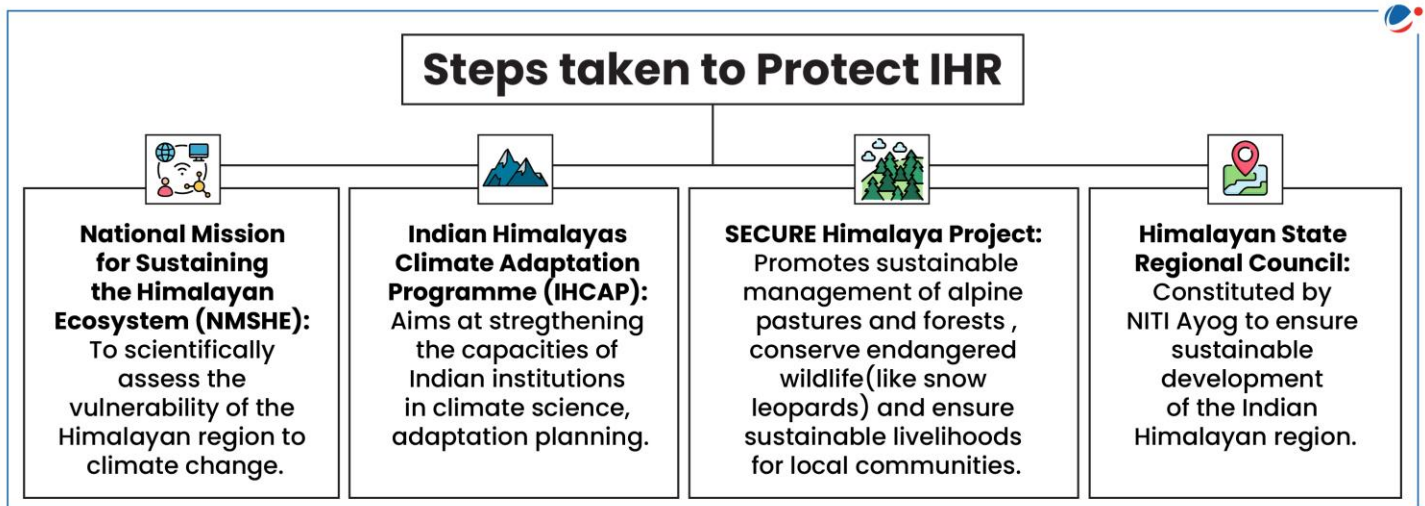 Steps taken to Protect IHR
National Mission
for Sustaining
the Himalayan
Ecosystem (NMSHE):
To scientifically
assess the
vulnerability of the
Himalayan region to
climate change.
Indian Himalayas
Climate Adaptation
Programme (IHCAP):
Aims at stregthening
the capacities of
Indian institutions
in climate science,
adaptation planning.
SECURE Himalaya Project:
Promotes sustainable
management of alpine
pastures and forests ,
conserve endangered
wildlife(like snow
leopards) and ensure
sustainable livelihoods
for local communities.
Himalayan State
Regional Council:
Constituted by
NITI Ayog to ensure
sustainable
development
of the Indian
Himalayan region.